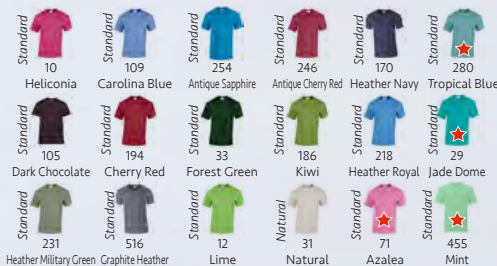 Standard Standard Standard Standard Standard Standard
10 109 254 246 170 280
Heliconia Carolina Blue Antique Sapphire Antique Cherry Red Heather Navy Tropical Blue
Standard Standard Standard Standard Standard Standard
105 194 33 186 218 29
Dark Chocolate Cherry Red Forest Green Kiwi Heather Royal Jade Dome
Standard Standard Standard Natural Standard Standard
231 516 12 31 71 455
Heather Military Green Graphite Heather Lime Natural Azalea Mint